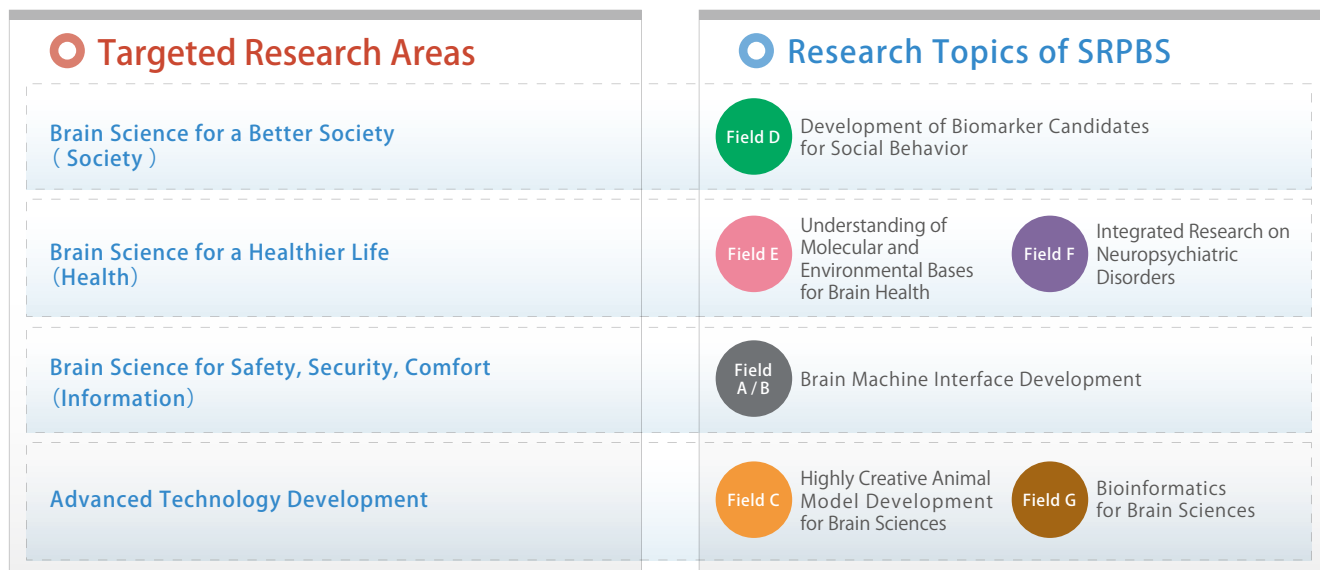 Targeted Research Areas
Research Topics of SRPBS
Brain Science for a Better Society
( Society )
Field D
Development of Biomarker Candidates
for Social Behavior
Brain Science for a Healthier Life
(Health)
Field E
Understanding of
Molecular and
Environmental Bases
for Brain Health
Field F
Integrated Research on
Neuropsychiatric
Disorders
Brain Science for Safety, Security, Comfort
(Information)
Field
A / B
Brain Machine Interface Development
Advanced Technology Development
Field C
Highly Creative Animal
Model Development
for Brain Sciences
Field G
Bioinformatics
for Brain Sciences